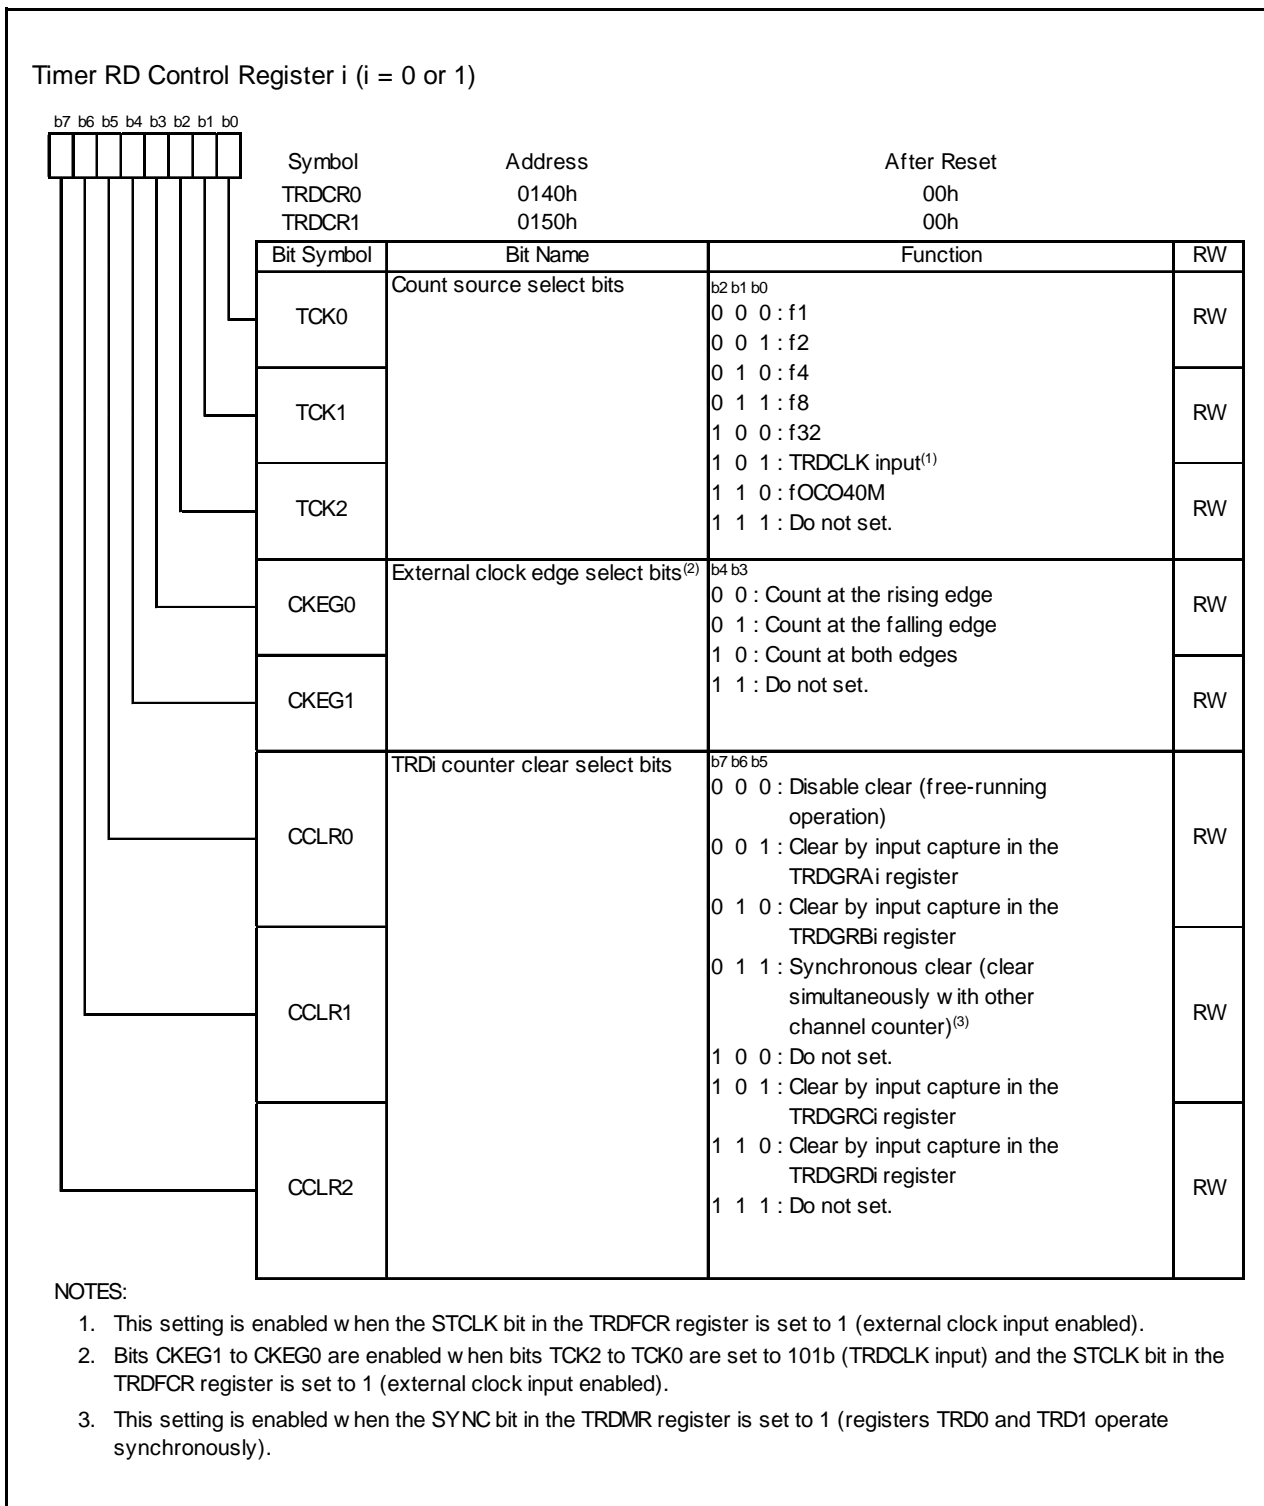 Timer RD Control Register i (i = 0 or 1)
b7 b6 b5 b4 b3 b2 b1 b0
Symbol Address After Reset
TRDCR0 0140h 00h
TRDCR1 0150h 00h
Bit Symbol Bit Name Function RW
TCK0 Count source select bits b2 b1 b0 RW
0 0 0 : f1
0 0 1 : f2
0 1 0 : f4
TCK1 0 1 1 : f8 RW
1 0 0 : f32
1 0 1 : TRDCLK input(1)
TCK2 1 1 0 : fOCO40M RW
1 1 1 : Do not set.
CKEG0 External clock edge select bits(2) b4 b3 RW
0 0 : Count at the rising edge
0 1 : Count at the falling edge
1 0 : Count at both edges
CKEG1 1 1 : Do not set. RW
CCLR0 TRDi counter clear select bits b7 b6 b5 RW
0 0 0 : Disable clear (free-running
operation)
0 0 1 : Clear by input capture in the
TRDGRAi register
0 1 0 : Clear by input capture in the
TRDGRBi register
CCLR1 0 1 1 : Synchronous clear (clear RW
simultaneously with other
channel counter)(3)
1 0 0 : Do not set.
1 0 1 : Clear by input capture in the
TRDGRCi register
CCLR2 1 1 0 : Clear by input capture in the RW
TRDGRDi register
1 1 1 : Do not set.
NOTES:
1. This setting is enabled when the STCLK bit in the TRDFCR register is set to 1 (external clock input enabled).
2. Bits CKEG1 to CKEG0 are enabled when bits TCK2 to TCK0 are set to 101b (TRDCLK input) and the STCLK bit in the
TRDFCR register is set to 1 (external clock input enabled).
3. This setting is enabled when the SYNC bit in the TRDMR register is set to 1 (registers TRD0 and TRD1 operate
synchronously).